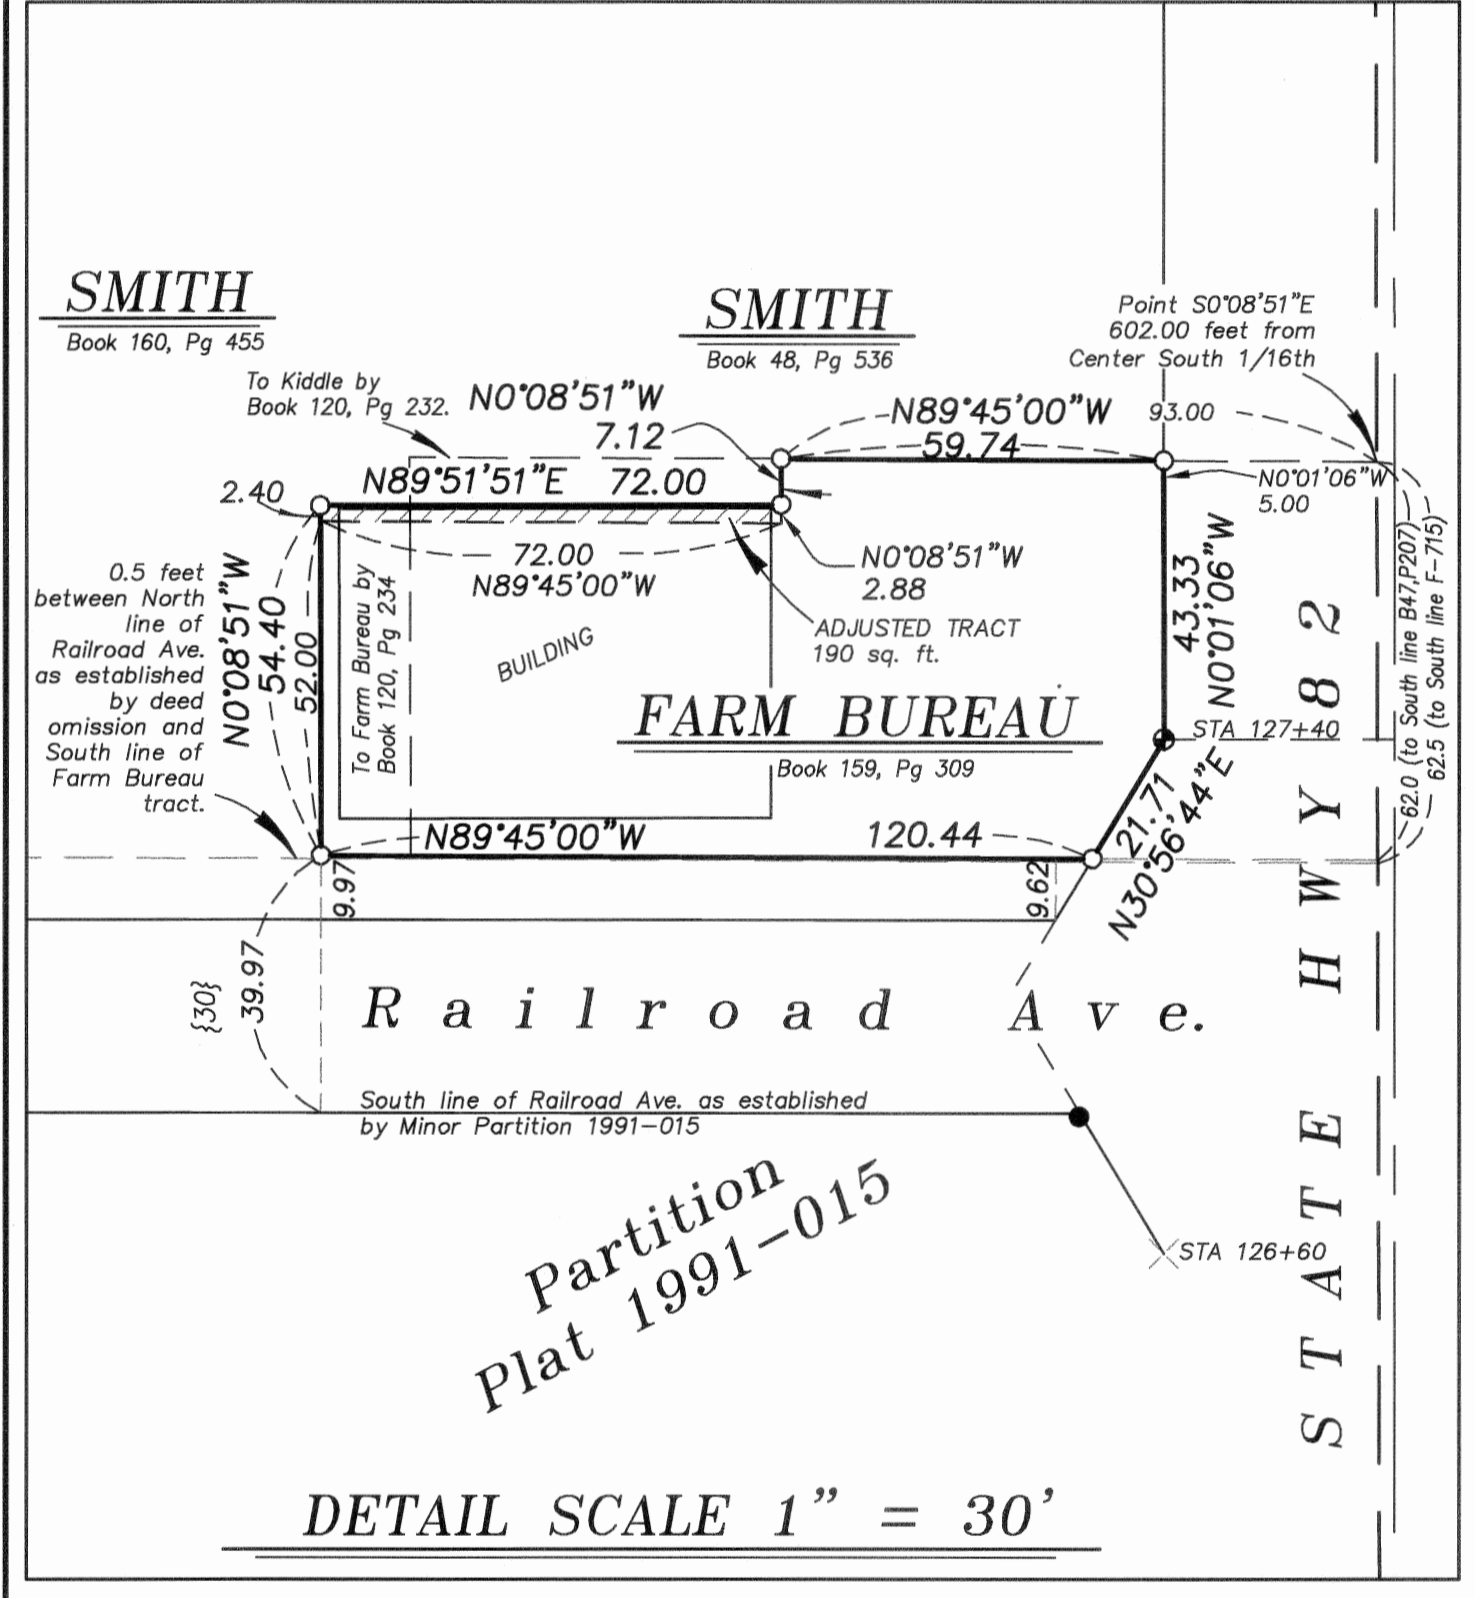 SMITH
Book 160, Pg 455
SMITH
Book 48, Pg 536
Point S0°08'51"E
602.00 feet from
Center South 1/16th
To Kiddle by
Book 120, Pg 232.
N0°08'51"W
7.12
N89°45'00"W
93.00
59.74
N89°51'51"E 72.00
2.40
N0°01'06"W
5.00
72.00
N89°45'00"W
N0°08'51"W
2.88
ADJUSTED TRACT
190 sq. ft.
0.5 feet
between North
line of
Railroad Ave.
as established
by deed
omission and
South line of
Farm Bureau
tract.
N0°08'51"W
54.40
52.00
To Farm Bureau by
Book 120, Pg 234
BUILDING
43.33
N0°01'06"W
62.0 (to South line B47,P207)
62.5 (to South line F-715)
FARM BUREAU
Book 159, Pg 309
STA 127+40
21.71
N30°56'44"E
N89°45'00"W
120.44
9.97
9.62
39.97
{30}
Railroad Ave.
South line of Railroad Ave. as established
by Minor Partition 1991-015
Partition
Plat 1991-015
STA 126+60
STATE HWY 82
DETAIL SCALE 1" = 30'